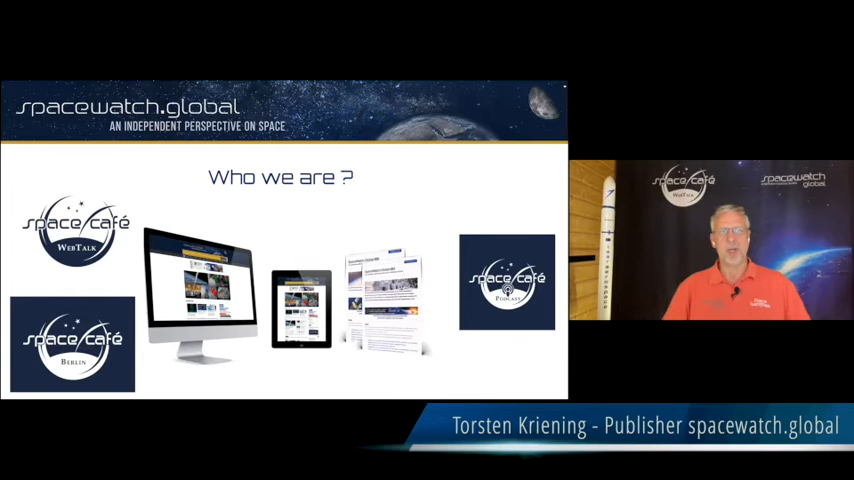 spacewatch.global
AN INDEPENDENT PERSPECTIVE ON SPACE
Who we are ?
space café
WEBTALK
space café
BERLIN
space café
PODCAST
space café
WEBTALK
spacewatch
global
Torsten Kriening - Publisher spacewatch.global